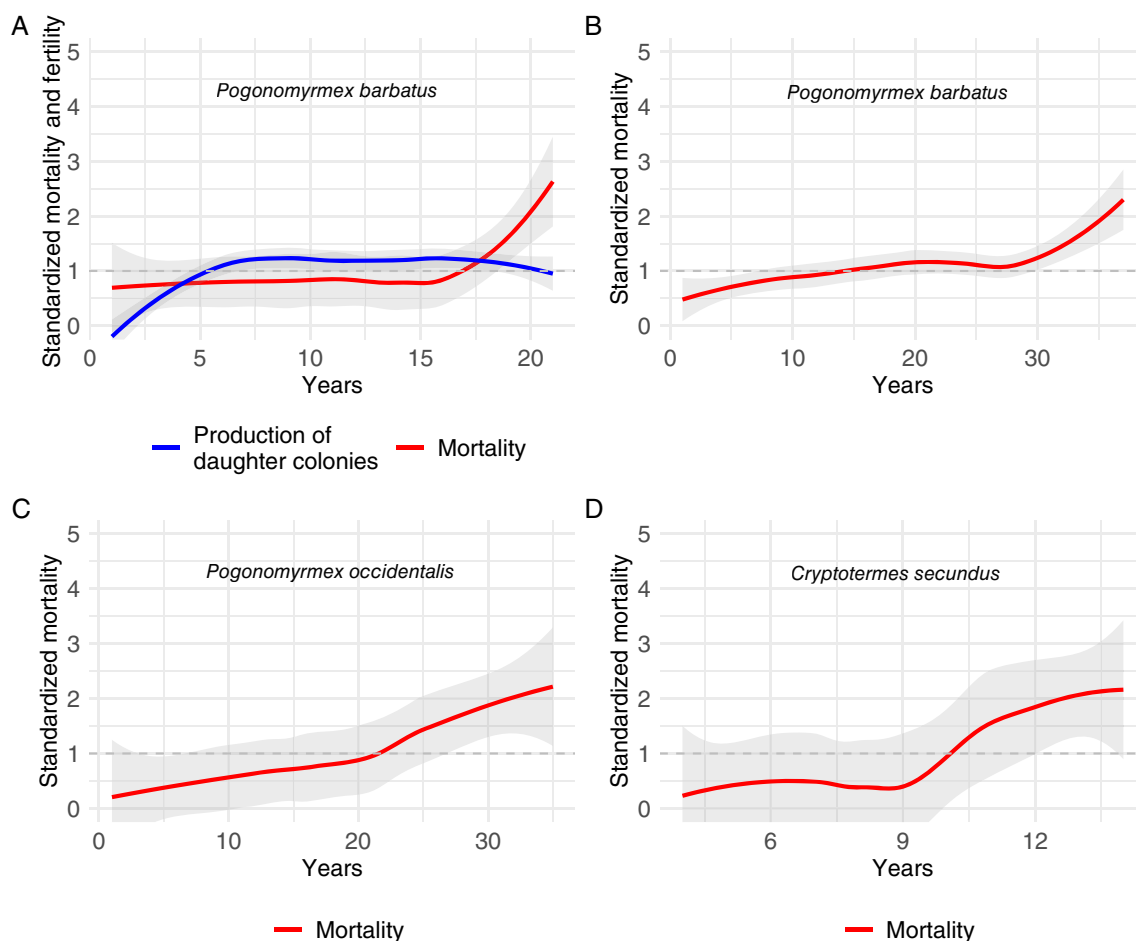 A
Standardized mortality and fertility
5
4
3
2
1
0
Pogonomyrmex barbatus
0
5
10
15
20
Years
Production of
daughter colonies
Mortality
B
Standardized mortality
5
4
3
2
1
0
Pogonomyrmex barbatus
0
10
20
30
Years
C
Standardized mortality
5
4
3
2
1
0
Pogonomyrmex occidentalis
0
10
20
30
Years
Mortality
D
Standardized mortality
5
4
3
2
1
0
Cryptotermes secundus
6
9
12
Years
Mortality